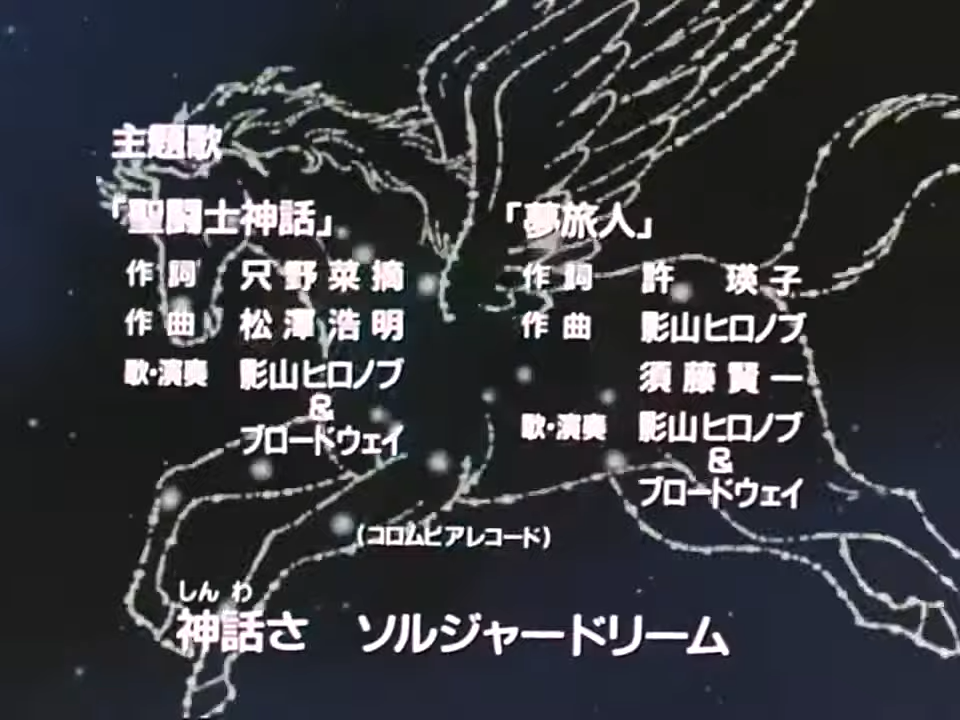 主題歌
「聖闘士神話」
作詞 只野菜摘
作曲 松澤浩明
歌・演奏 影山ヒロノブ
&
ブロードウェイ
「夢旅人」
作詞 許 瑛子
作曲 影山ヒロノブ
須藤賢一
歌・演奏 影山ヒロノブ
&
ブロードウェイ
(コロムビアレコード)
しんわ
神話さ ソルジャードリーム